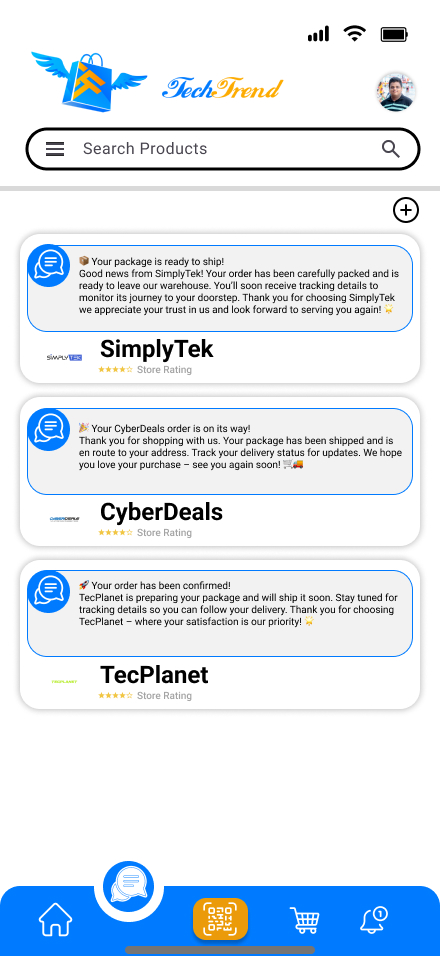 TechTrend
Search Products
📦 Your package is ready to ship!
Good news from SimplyTek! Your order has been carefully packed and is
ready to leave our warehouse. You’ll soon receive tracking details to
monitor its journey to your doorstep. Thank you for choosing SimplyTek
we appreciate your trust in us and look forward to serving you again! 🌟
SIMPLYTEK
SimplyTek
★★★★☆ Store Rating
🎉 Your CyberDeals order is on its way!
Thank you for shopping with us. Your package has been shipped and is
en route to your address. Track your delivery status for updates. We hope
you love your purchase – see you again soon! 🛒🚚
CYBERDEALS
CyberDeals
★★★★☆ Store Rating
🚀 Your order has been confirmed!
TecPlanet is preparing your package and will ship it soon. Stay tuned for
tracking details so you can follow your delivery. Thank you for choosing
TecPlanet – where your satisfaction is our priority! 🌟
TECPLANET
TecPlanet
★★★★☆ Store Rating
1